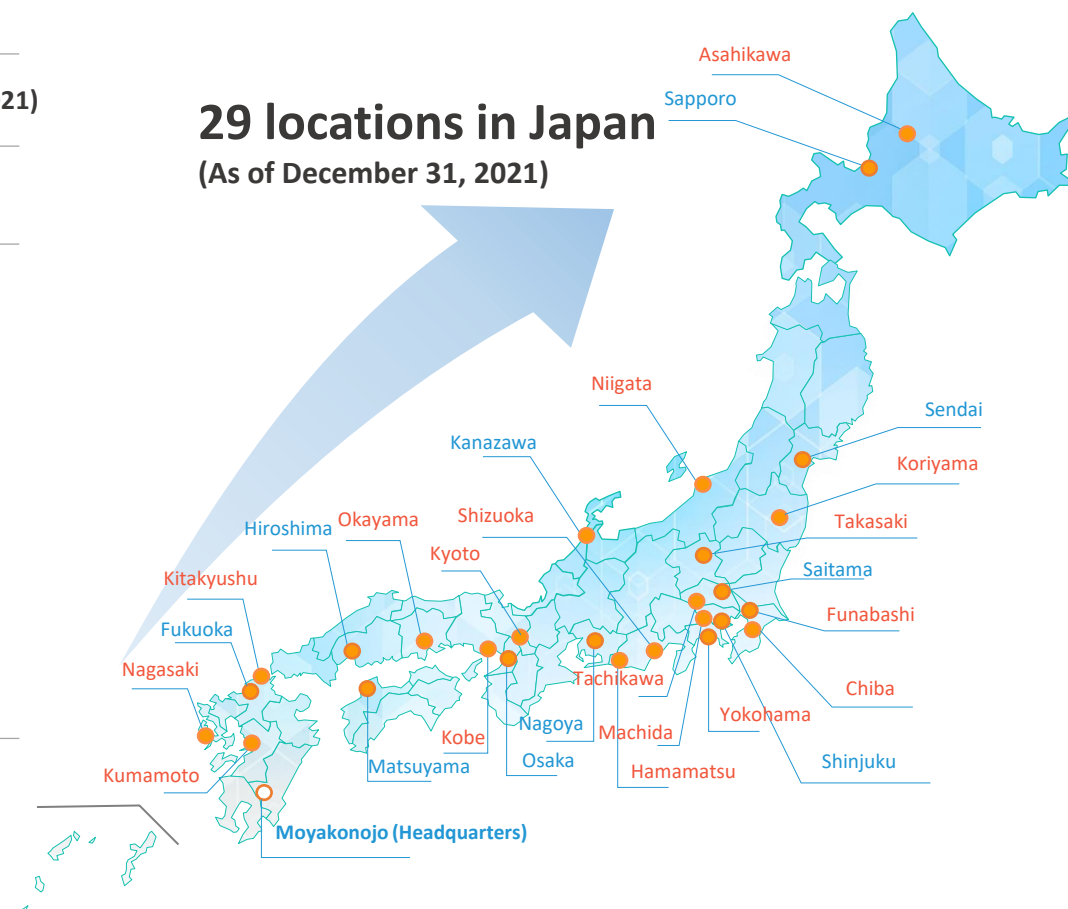 21)
29 locations in Japan
(As of December 31, 2021)
Asahikawa
Sapporo
Niigata
Sendai
Kanazawa
Koriyama
Shizuoka
Okayama
Takasaki
Hiroshima
Kyoto
Saitama
Kitakyushu
Funabashi
Fukuoka
Nagasaki
Tachikawa
Chiba
Yokohama
Nagoya
Machida
Kobe
Osaka
Shinjuku
Matsuyama
Hamamatsu
Kumamoto
Moyakonojo (Headquarters)